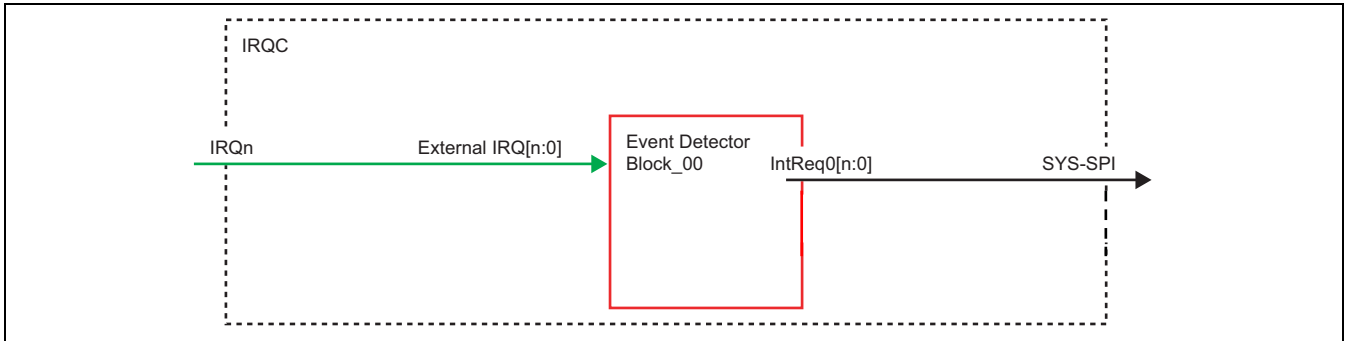 IRQC
IRQn
External IRQ[n:0]
Event Detector
Block_00
IntReq0[n:0]
SYS-SPI